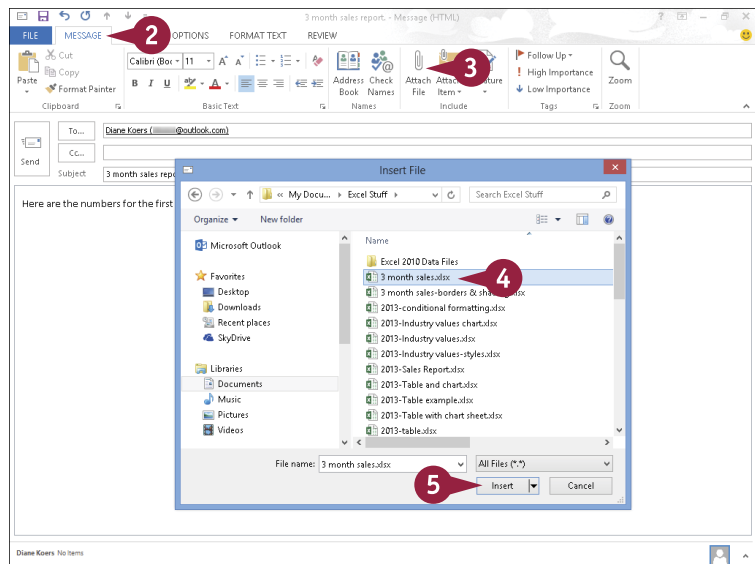 3 month sales report. - Message (HTML)
FILE MESSAGE OPTIONS FORMAT TEXT REVIEW
2
Cut
Copy
Format Painter
Paste
Clipboard
Calibri (Boc 11
B I U
Basic Text
Address Book
Check Names
Names
3
Attach File
Item
Include
Follow Up
High Importance
Low Importance
Tags
Zoom
Zoom
Send
To... Diane Koers ( @outlook.com)
Cc...
Subject 3 month sales repo
Here are the numbers for the first
Insert File
« My Docu... Excel Stuff Search Excel Stuff
Organize New folder
Microsoft Outlook
Favorites
Desktop
Downloads
Recent places
SkyDrive
Libraries
Documents
Music
Pictures
Videos
Name
Excel 2010 Data Files
3 month sales.xlsx
4
3 month sales-borders & .xlsx
2013-conditional formatting.xlsx
2013-Industry values chart.xlsx
2013-Industry values.xlsx
2013-Industry values-styles.xlsx
2013-Sales Report.xlsx
2013-Table and chart.xlsx
2013-Table example.xlsx
2013-Table with chart sheet.xlsx
2013-table.xlsx
File name: 3 month sales.xlsx All Files (*.*)
5
Insert Cancel
Diane Koers No Items